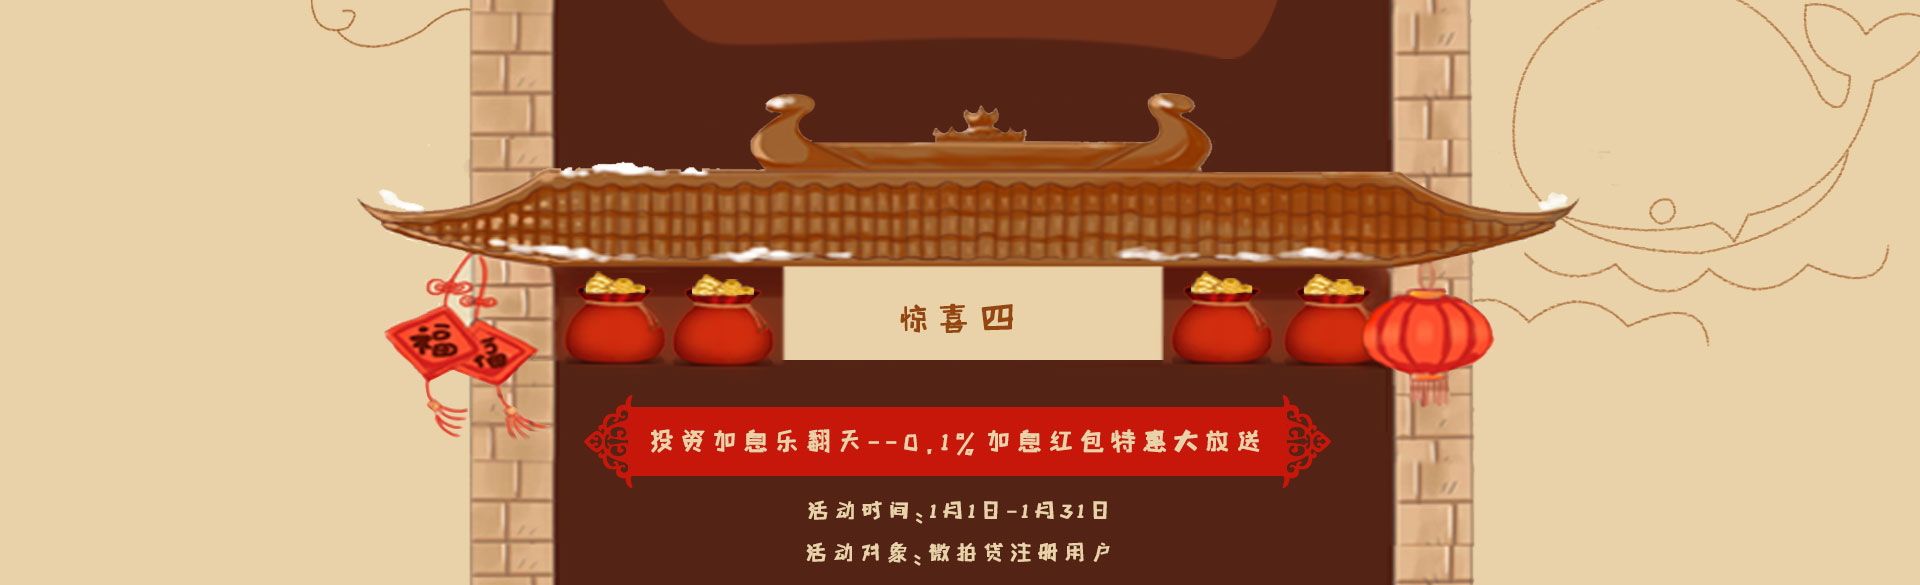 惊喜四
福
福
投资加息乐翻天--0.1%加息红包特惠大放送
活动时间:1月1日-1月31日
活动对象:微拍贷注册用户